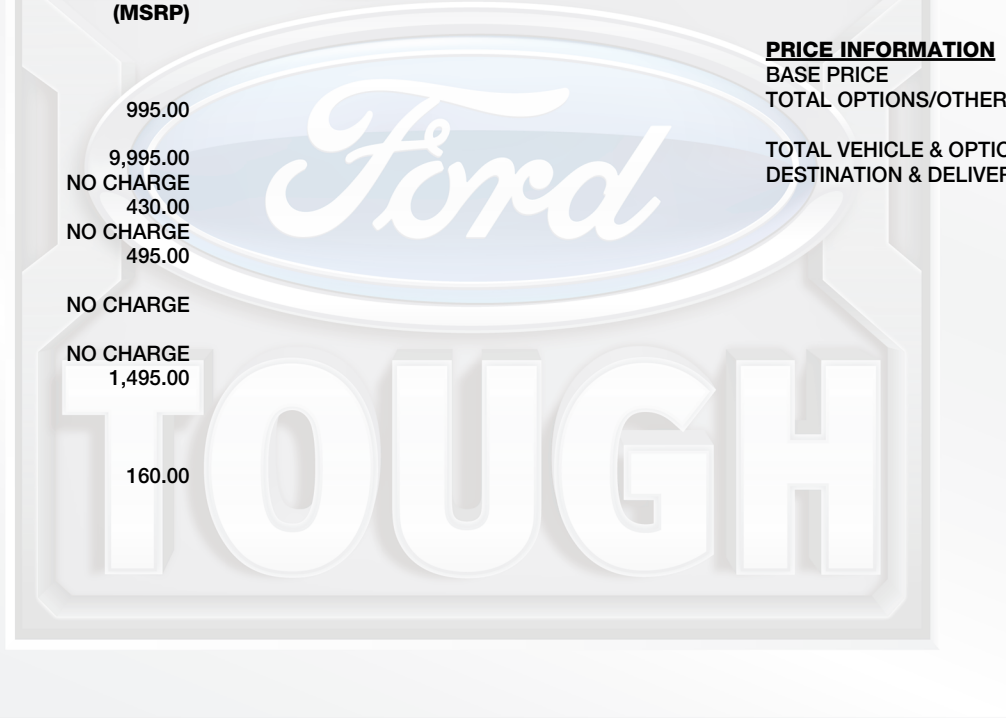 (MSRP)
995.00
9,995.00
NO CHARGE
430.00
NO CHARGE
495.00
NO CHARGE
NO CHARGE
1,495.00
160.00
PRICE INFORMATION
BASE PRICE
TOTAL OPTIONS/OTHER
TOTAL VEHICLE & OPTIO
DESTINATION & DELIVER
Ford
TOUGH